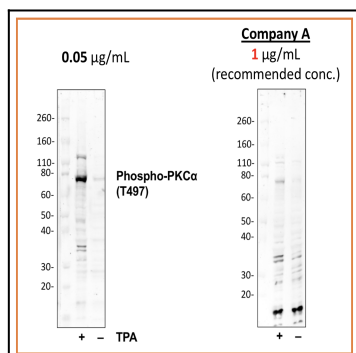 0.05 µg/mL
Company A
1 µg/mL
(recommended conc.)
260-
160-
110-
80-
60-
50-
40-
30-
20-
Phospho-PKCα
(T497)
+ – TPA
260-
160-
110-
80-
60-
50-
40-
30-
20-
+ –